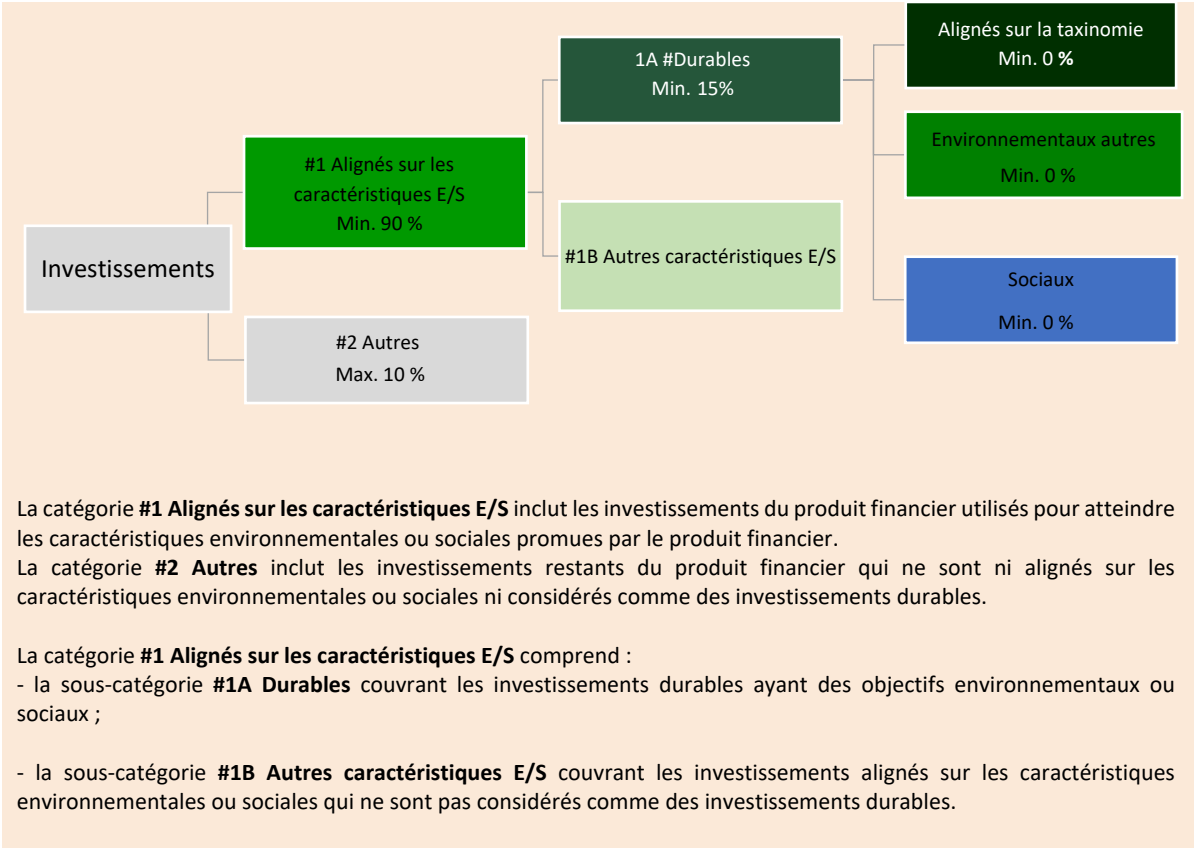 Investissements
#1 Alignés sur les
caractéristiques E/S
Min. 90 %
#2 Autres
Max. 10 %
1A #Durables
Min. 15%
#1B Autres caractéristiques E/S
Alignés sur la taxinomie
Min. 0 %
Environnementaux autres
Min. 0 %
Sociaux
Min. 0 %
La catégorie #1 Alignés sur les caractéristiques E/S inclut les investissements du produit financier utilisés pour atteindre
les caractéristiques environnementales ou sociales promues par le produit financier.
La catégorie #2 Autres inclut les investissements restants du produit financier qui ne sont ni alignés sur les
caractéristiques environnementales ou sociales ni considérés comme des investissements durables.
La catégorie #1 Alignés sur les caractéristiques E/S comprend :
- la sous-catégorie #1A Durables couvrant les investissements durables ayant des objectifs environnementaux ou
sociaux ;
- la sous-catégorie #1B Autres caractéristiques E/S couvrant les investissements alignés sur les caractéristiques
environnementales ou sociales qui ne sont pas considérés comme des investissements durables.